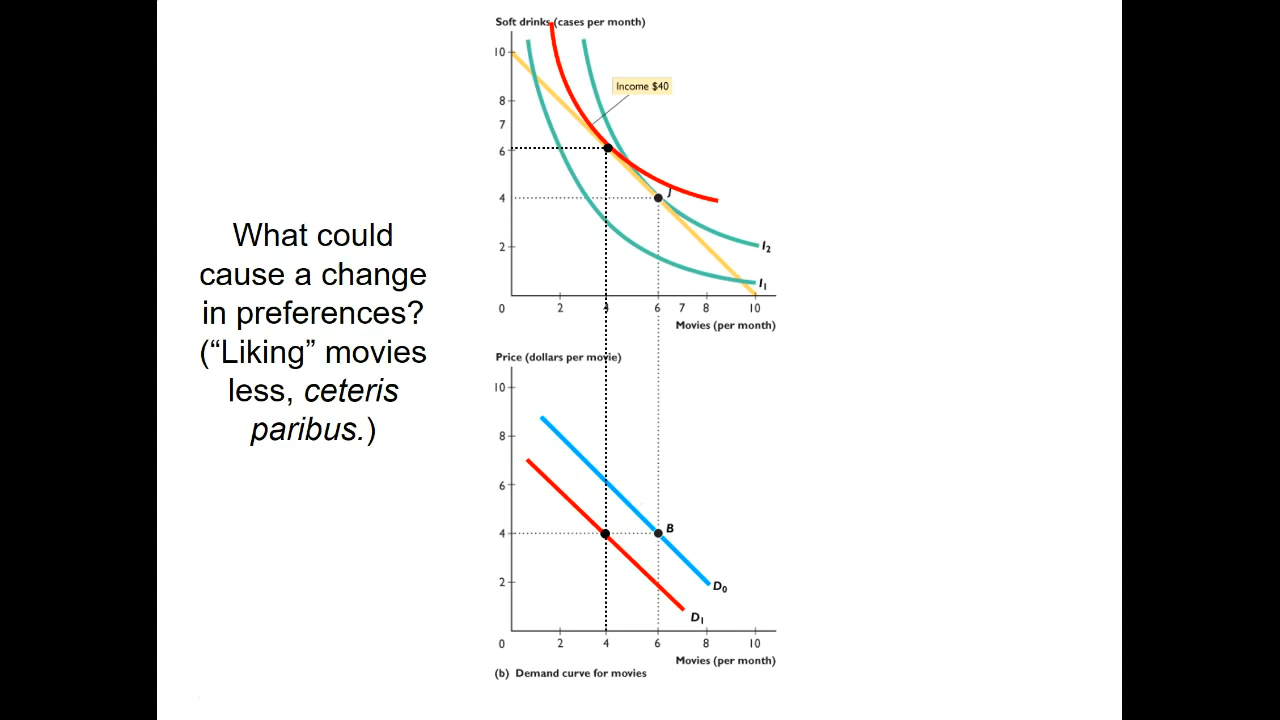 What could
cause a change
in preferences?
(“Liking” movies
less, ceteris
paribus.)
Soft drinks (cases per month)
10
8
7
6
4
2
Income $40
J
I2
I1
0 2 4 6 7 8 10
Movies (per month)
Price (dollars per movie)
10
8
6
4
2
B
D0
D1
0 2 4 6 8 10
Movies (per month)
(b) Demand curve for movies